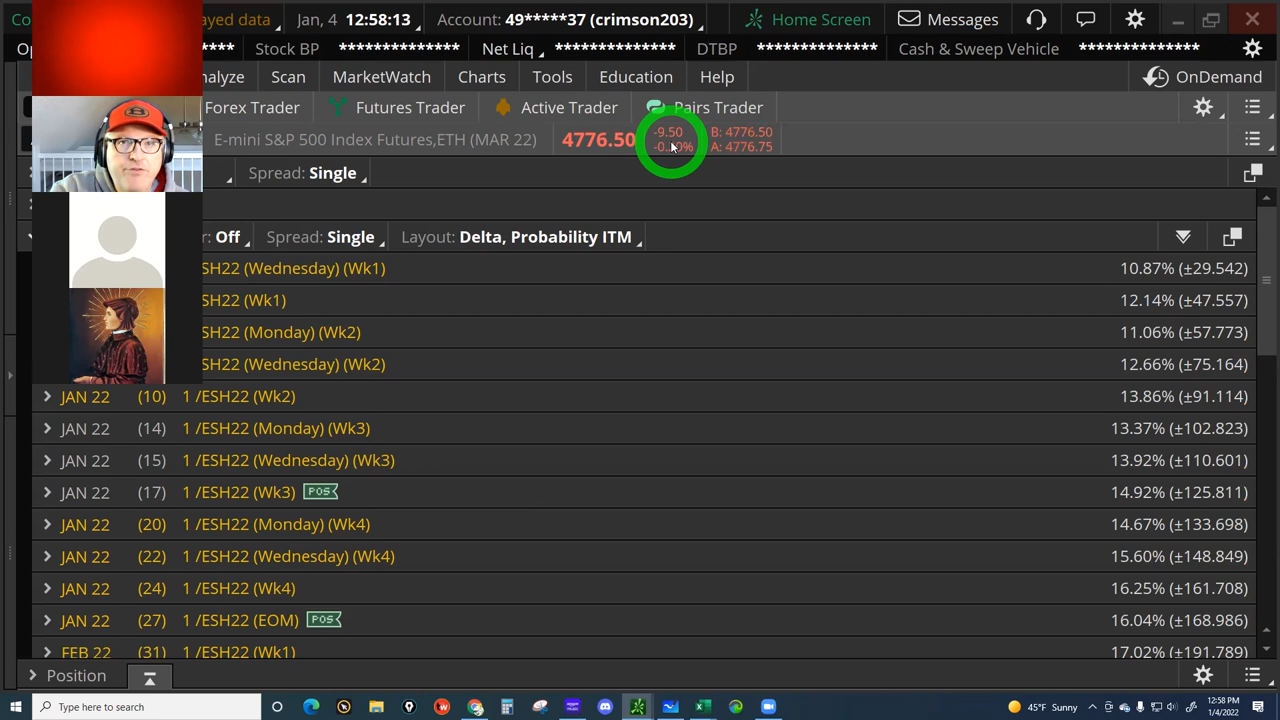 Co ayed data Jan, 4 12:58:13 Account: 49*****37 (crimson203) Home Screen Messages
Op **** Stock BP ************* Net Liq ************* DTBP ************* Cash & Sweep Vehicle *************
nalyze Scan MarketWatch Charts Tools Education Help OnDemand
Forex Trader Futures Trader Active Trader Pairs Trader
E-mini S&P 500 Index Futures,ETH (MAR 22) 4776.50 -9.50 B: 4776.50
A: 4776.75
Spread: Single
r: Off Spread: Single Layout: Delta, Probability ITM
SH22 (Wednesday) (Wk1) 10.87% (±29.542)
SH22 (Wk1) 12.14% (±47.557)
SH22 (Monday) (Wk2) 11.06% (±57.773)
SH22 (Wednesday) (Wk2) 12.66% (±75.164)
JAN 22 (10) 1 /ESH22 (Wk2) 13.86% (±91.114)
JAN 22 (14) 1 /ESH22 (Monday) (Wk3) 13.37% (±102.823)
JAN 22 (15) 1 /ESH22 (Wednesday) (Wk3) 13.92% (±110.601)
JAN 22 (17) 1 /ESH22 (Wk3) POS 14.92% (±125.811)
JAN 22 (20) 1 /ESH22 (Monday) (Wk4) 14.67% (±133.698)
JAN 22 (22) 1 /ESH22 (Wednesday) (Wk4) 15.60% (±148.849)
JAN 22 (24) 1 /ESH22 (Wk4) 16.25% (±161.708)
JAN 22 (27) 1 /ESH22 (EOM) POS 16.04% (±168.986)
FEB 22 (31) 1 /ESH22 (Wk1) 17.02% (±191.789)
Position
Type here to search 45°F Sunny 12:58 PM
1/4/2022